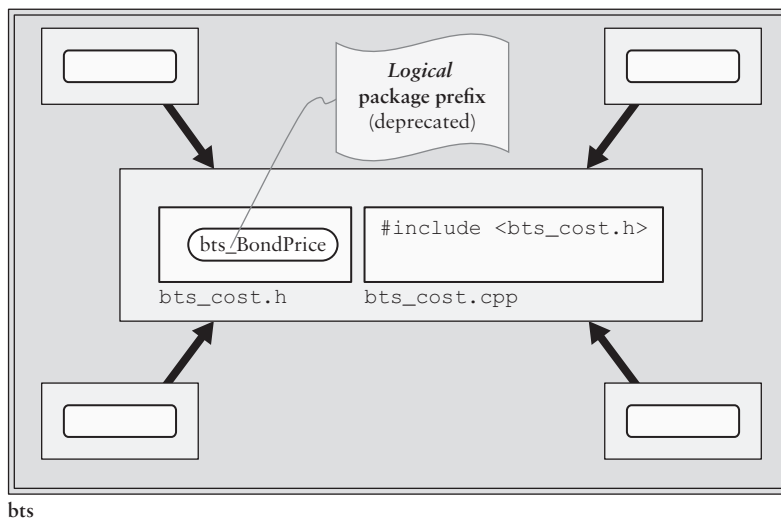 Logical
package prefix
(deprecated)
bts_BondPrice
#include <bts_cost.h>
bts_cost.h
bts_cost.cpp
bts